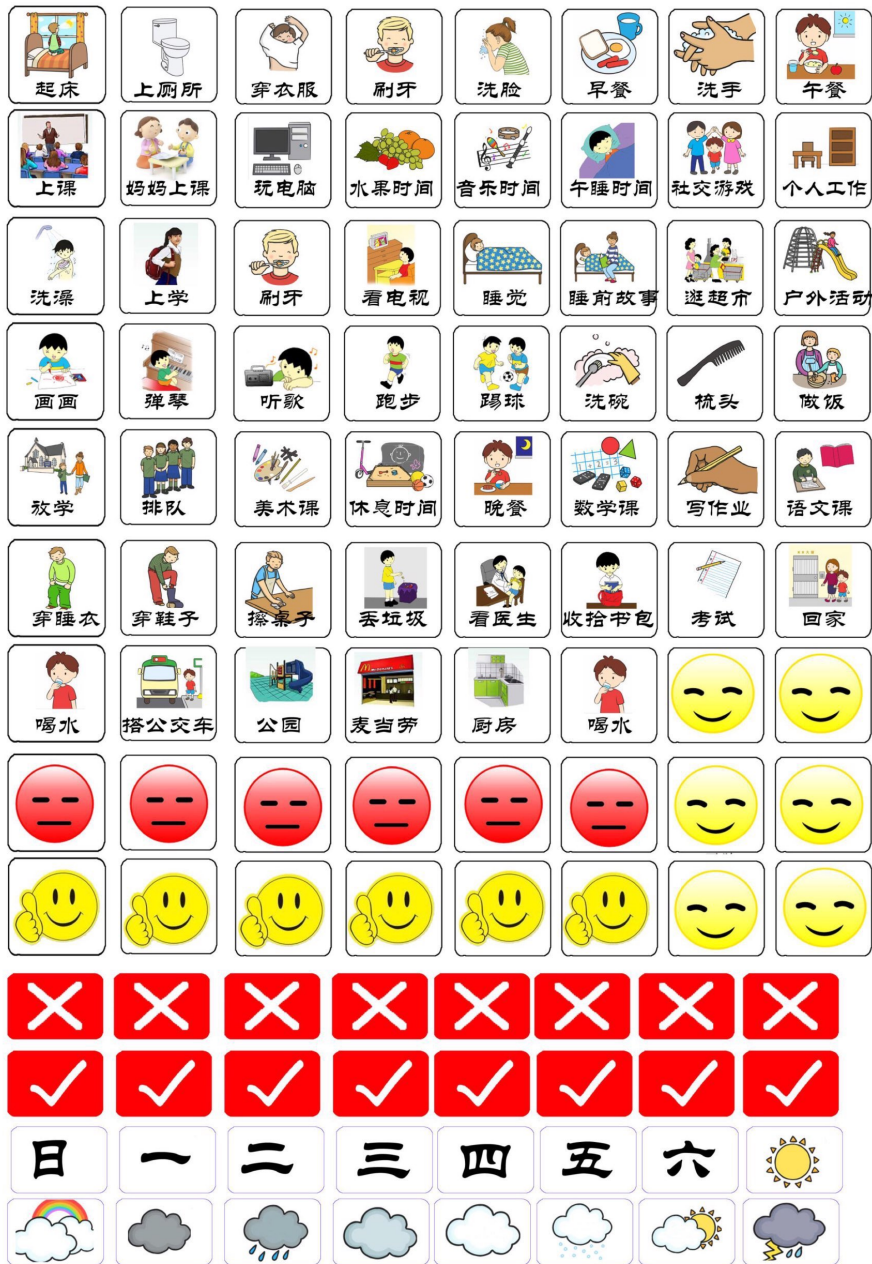 起床 上厕所 穿衣服 刷牙 洗脸 早餐 洗手 午餐
上课 妈妈上课 玩电脑 水果时间 音乐时间 午睡时间 社交游戏 个人工作
洗澡 上学 刷牙 看电视 睡觉 睡前故事 逛超市 户外活动
画画 弹琴 听歌 跑步 踢球 洗碗 梳头 做饭
放学 排队 美术课 休息时间 晚餐 数学课 写作业 语文课
穿睡衣 穿鞋子 擦桌子 丢垃圾 看医生 收拾书包 考试 回家
喝水 搭公交车 公园 麦当劳 厨房 喝水
日 一 二 三 四 五 六